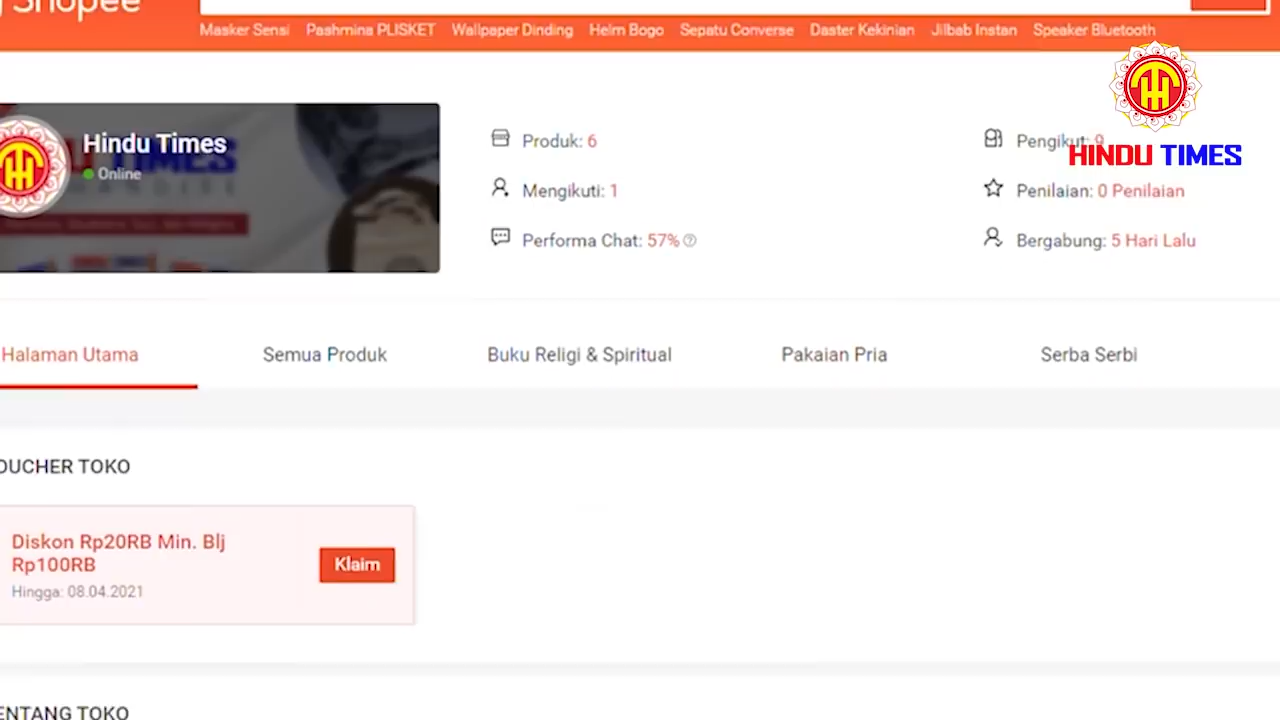 Shopee
Masker Sensi Pashmina PLISKET Wallpaper Dinding Helm Bogo Sepatu Converse Daster Kekinian Jilbab Instan Speaker Bluetooth
Hindu Times
Online
TIMES
Produk: 6
Mengikuti: 1
Performa Chat: 57%
Pengikut: 9
HINDU TIMES
Penilaian: 0 Penilaian
Bergabung: 5 Hari Lalu
Halaman Utama Semua Produk Buku Religi & Spiritual Pakaian Pria Serba Serbi
OUCHER TOKO
Diskon Rp20RB Min. Blj
Rp100RB
Klaim
Hingga: 08.04.2021
ENTANG TOKO